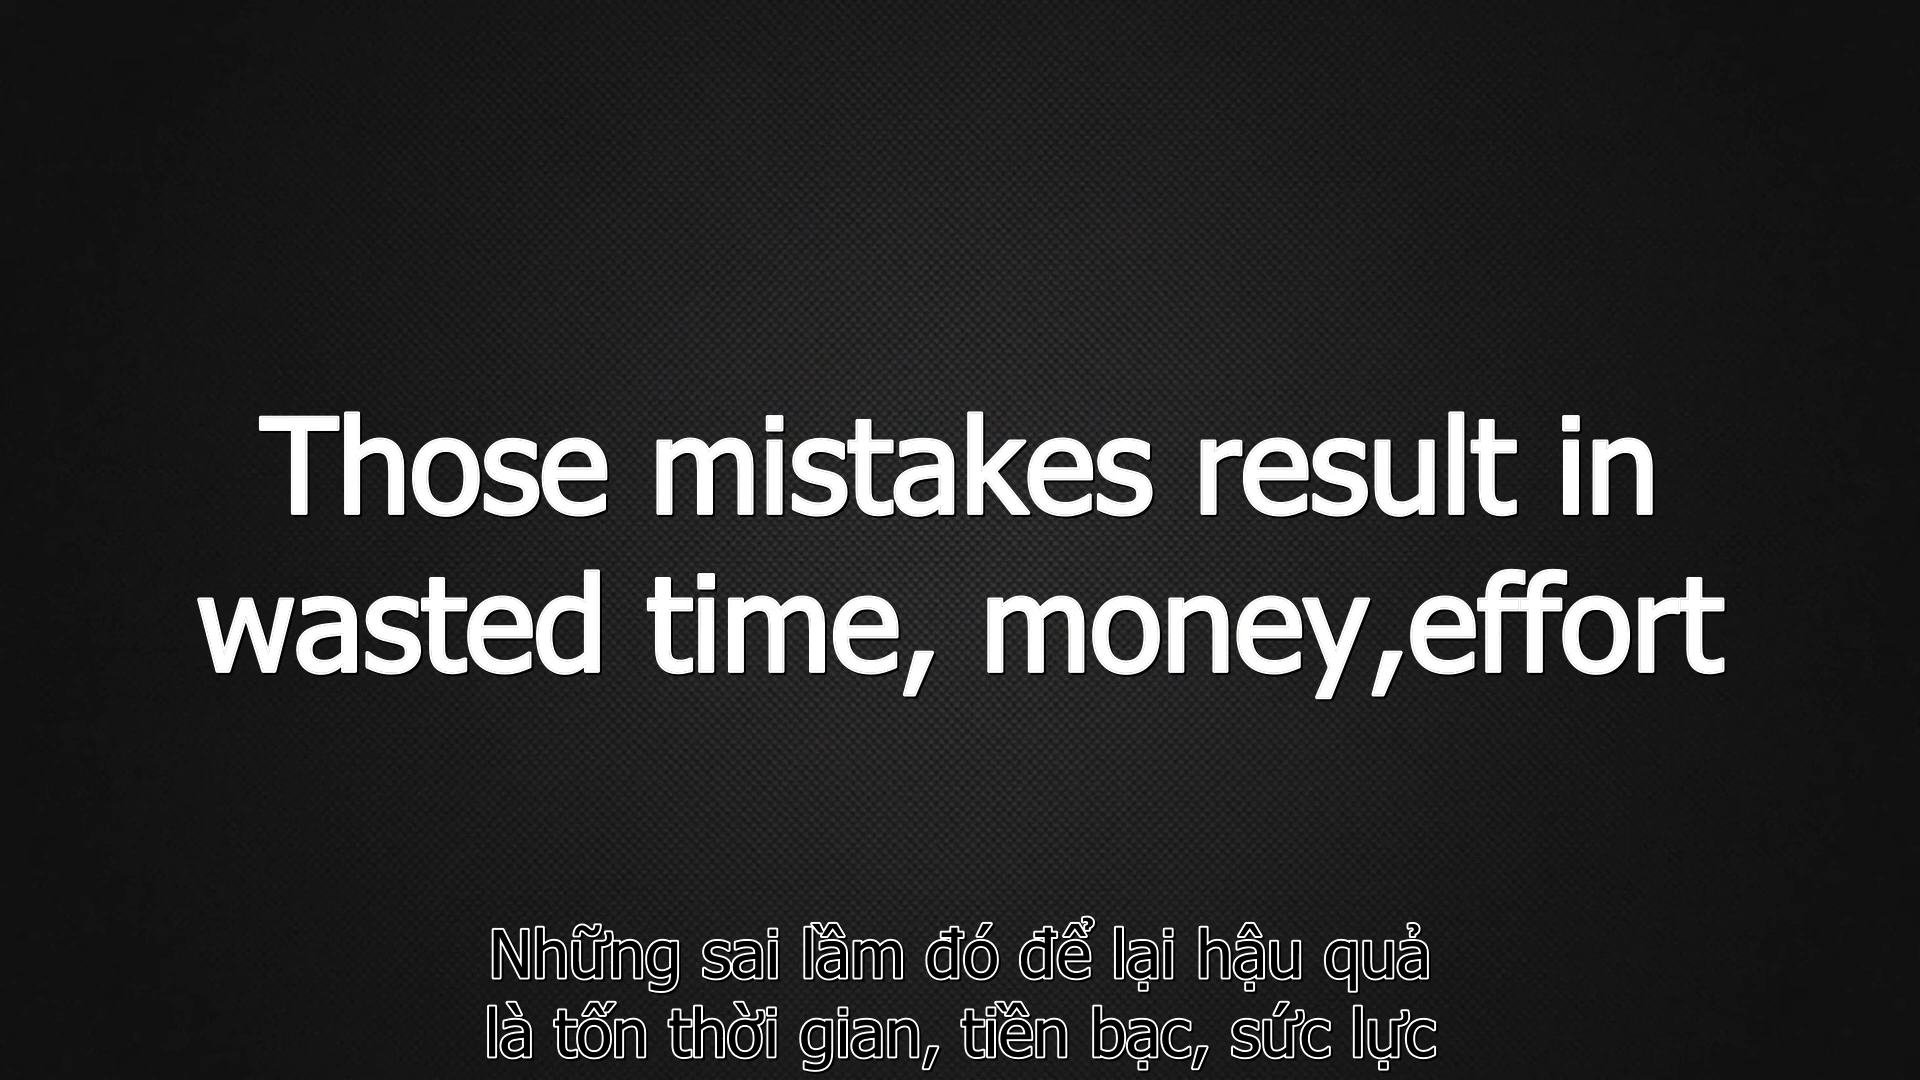 Those mistakes result in
wasted time, money,effort
Những sai lầm đó để lại hậu quả
là tốn thời gian, tiền bạc, sức lực